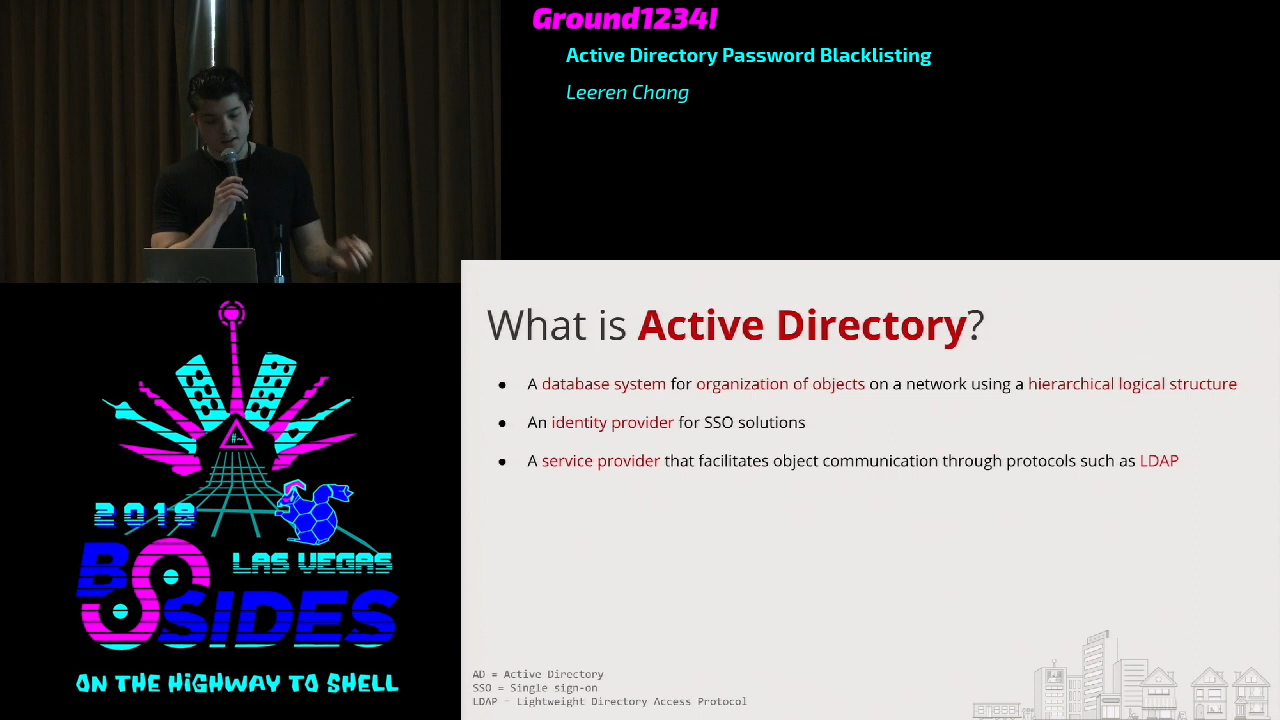 Ground1234!
Active Directory Password Blacklisting
Leeren Chang
What is Active Directory?
● A database system for organization of objects on a network using a hierarchical logical structure
● An identity provider for SSO solutions
● A service provider that facilitates object communication through protocols such as LDAP
AD = Active Directory
SSO = Single sign-on
LDAP = Lightweight Directory Access Protocol
#~
2019
LAS VEGAS
BSIDES
ON THE HIGHWAY TO SHELL